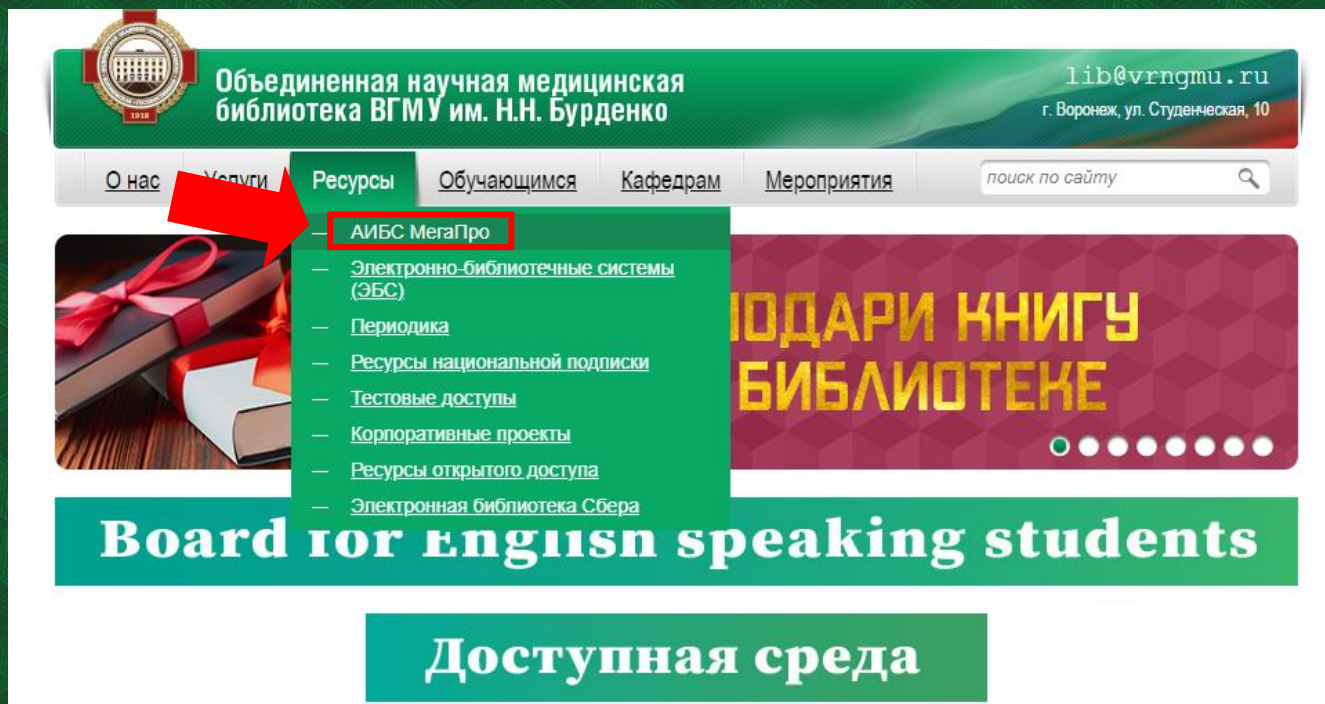 Объединенная научная медицинская
библиотека ВГМУ им. Н.Н. Бурденко
lib@vrngmu.ru
г. Воронеж, ул. Студенческая, 10
1918
О нас Услуги Ресурсы Обучающимся Кафедрам Мероприятия поиск по сайту
— АИБС МегаПро
— Электронно-библиотечные системы
(ЭБС)
— Периодика
— Ресурсы национальной подписки
— Тестовые доступы
— Корпоративные проекты
— Ресурсы открытого доступа
— Электронная библиотека Сбера
ПОДАРИ КНИГУ
БИБЛИОТЕКЕ
Board for English speaking students
Доступная среда